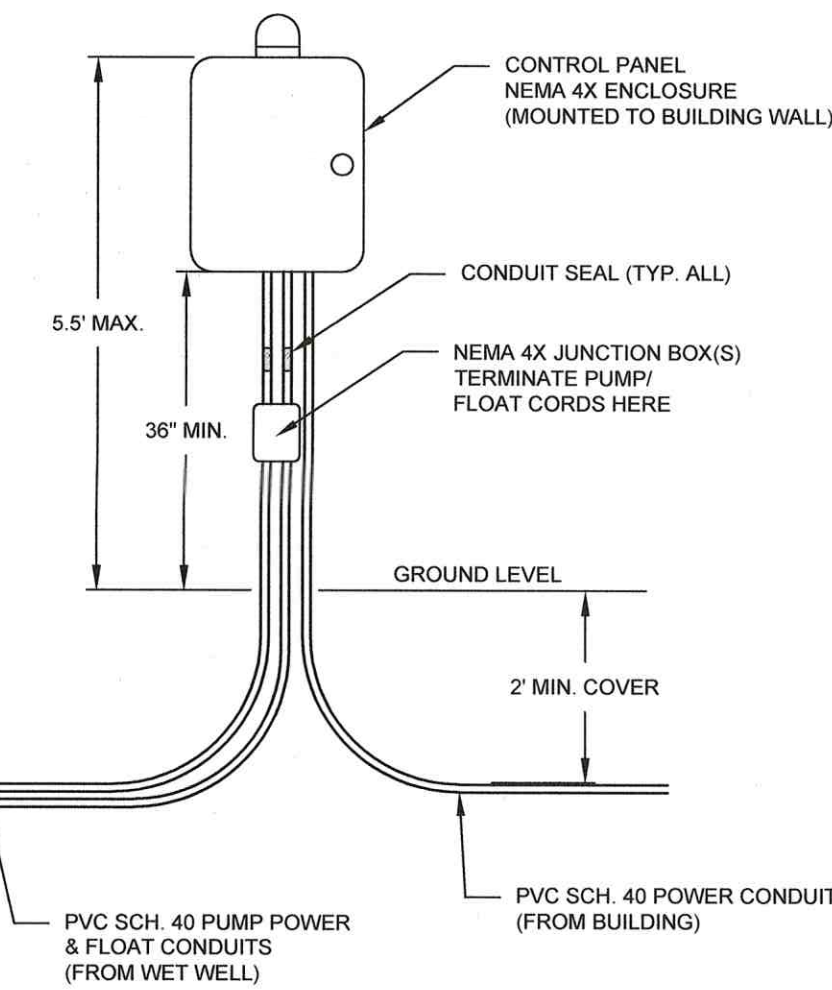 CONTROL PANEL
NEMA 4X ENCLOSURE
(MOUNTED TO BUILDING WALL)
CONDUIT SEAL (TYP. ALL)
5.5' MAX.
NEMA 4X JUNCTION BOX(S)
TERMINATE PUMP/
FLOAT CORDS HERE
36" MIN.
GROUND LEVEL
2' MIN. COVER
PVC SCH. 40 POWER CONDUIT
(FROM BUILDING)
PVC SCH. 40 PUMP POWER
& FLOAT CONDUITS
(FROM WET WELL)